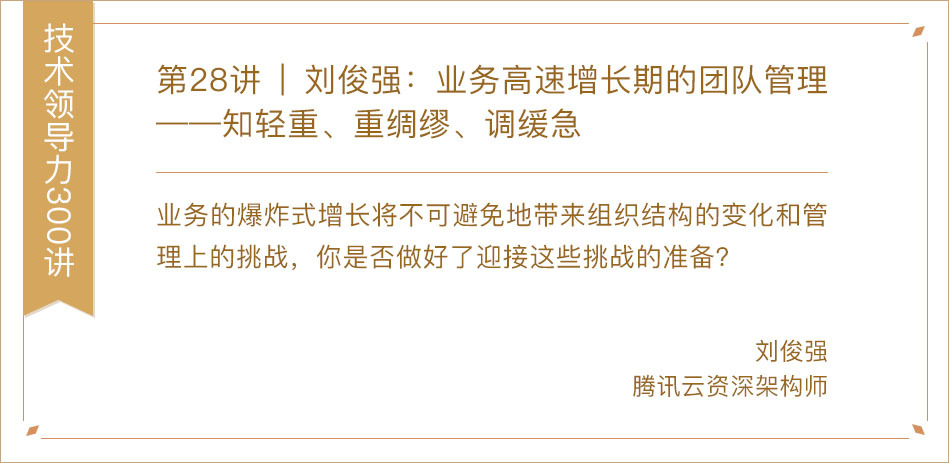 技术领导力300讲
第28讲 | 刘俊强：业务高速增长期的团队管理
——知轻重、重绸缪、调缓急
业务的爆炸式增长将不可避免地带来组织结构的变化和管
理上的挑战，你是否做好了迎接这些挑战的准备？
刘俊强
腾讯云资深架构师